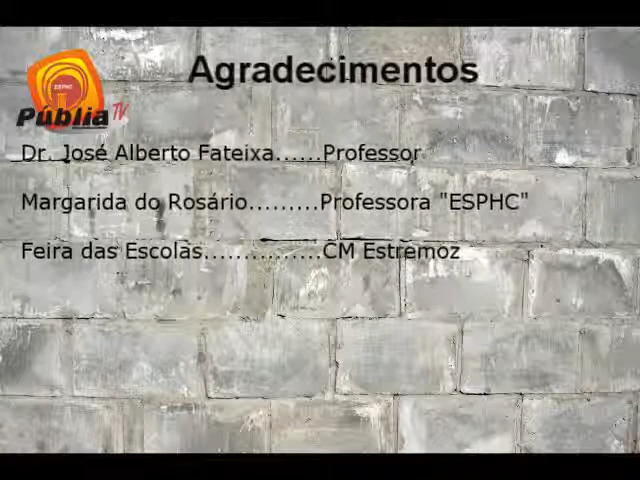 Agradecimentos
ESPHC
Públia TV
Dr. José Alberto Fateixa......Professor
Margarida do Rosário.........Professora "ESPHC"
Feira das Escolas...............CM Estremoz